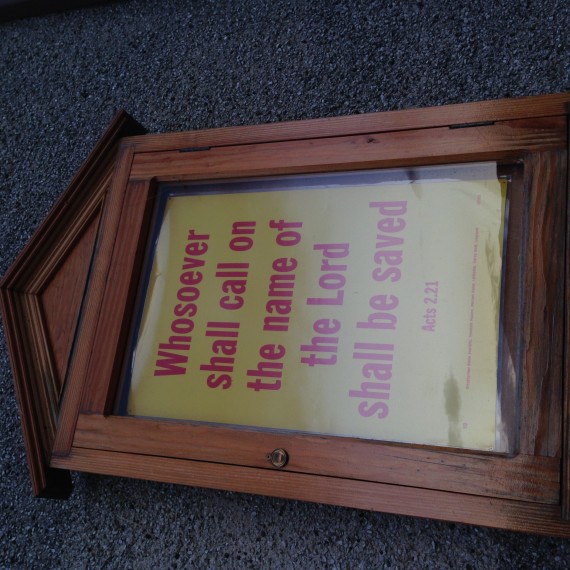 Whosoever
shall call on
the name of
the Lord
shall be saved
Acts 2.21